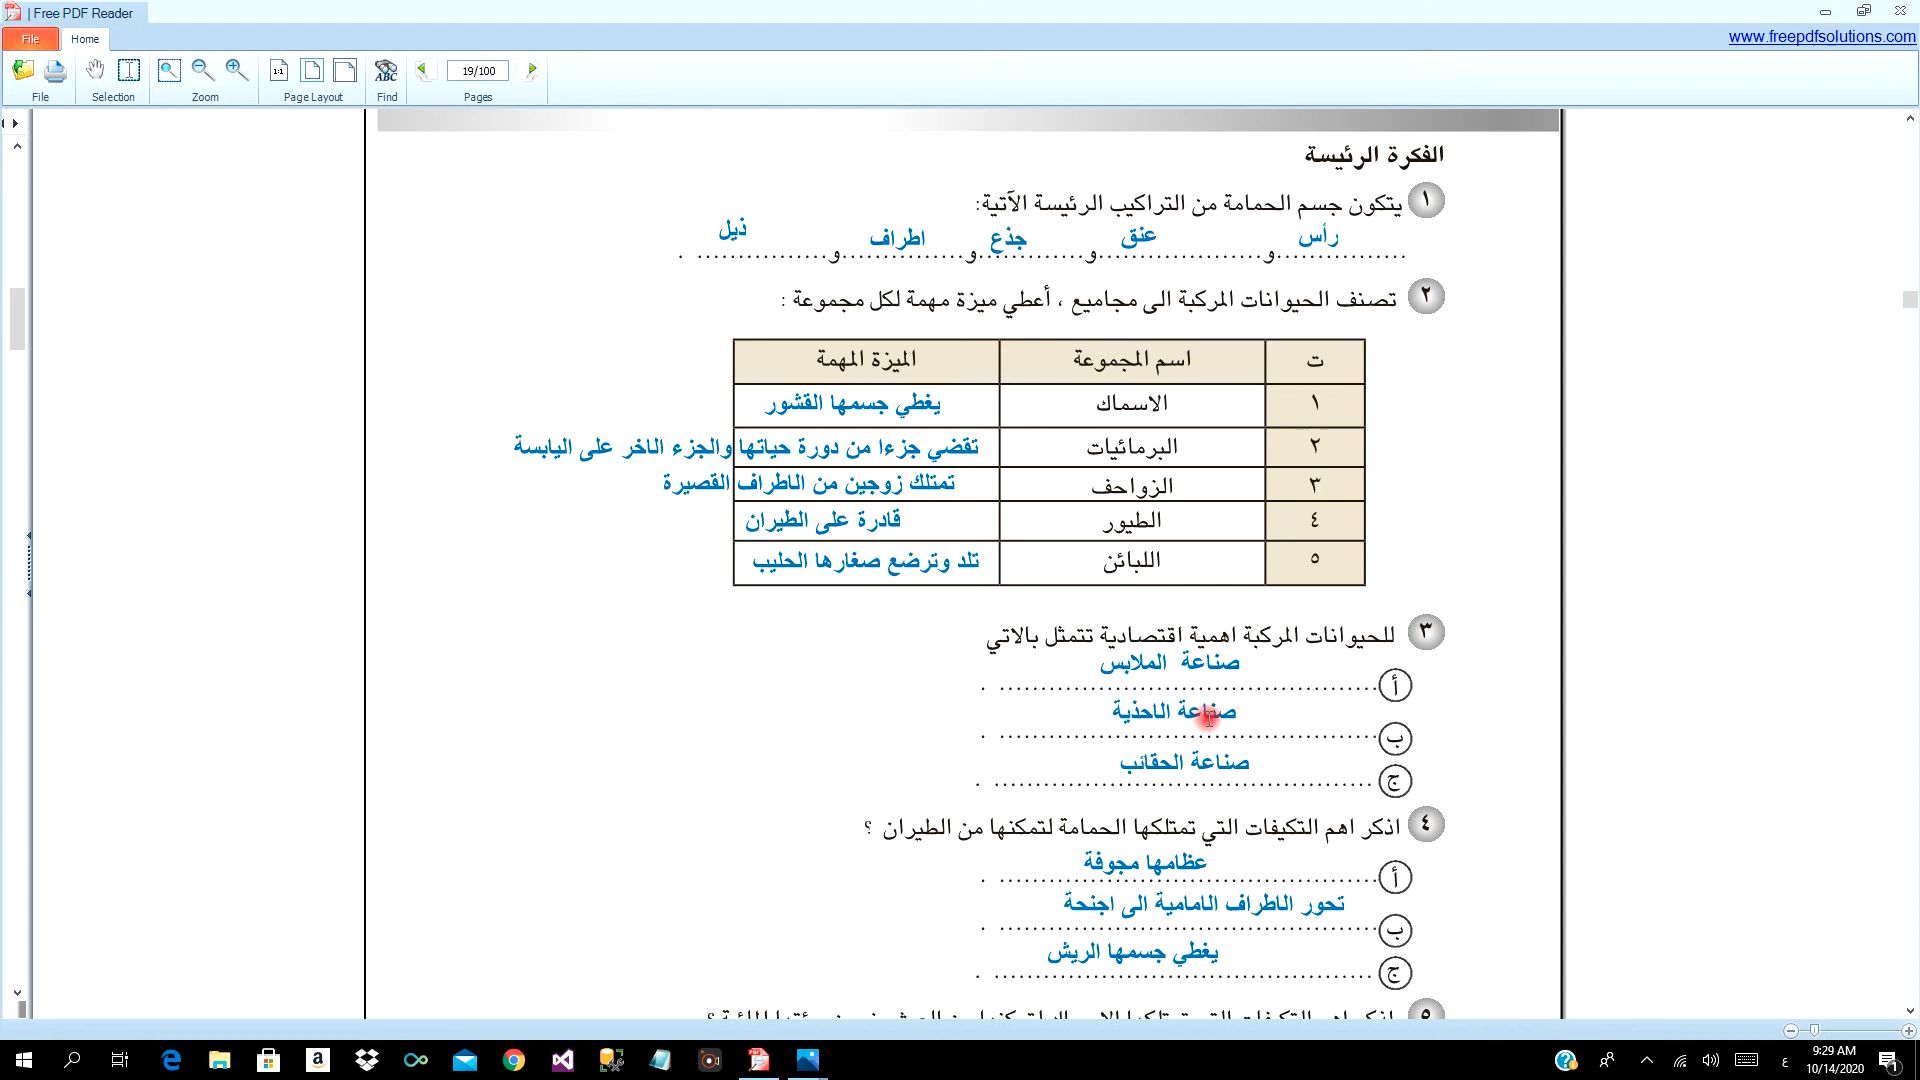 | Free PDF Reader
File
Home
www.freepdfsolutions.com
1:1
ABC
19/100
File
Selection
Zoom
Page Layout
Find
Pages
الفكرة الرئيسة
١ يتكون جسم الحمامة من التراكيب الرئيسة الآتية:
رأس عنق جذع اطراف ذيل
................و....................و.............و...............و................ .
٢ تصنف الحيوانات المركبة الى مجاميع ، أعطي ميزة مهمة لكل مجموعة :
ت اسم المجموعة الميزة المهمة
١ الاسماك يغطي جسمها القشور
٢ البرمائيات تقضي جزءا من دورة حياتها والجزء الاخر على اليابسة
٣ الزواحف تمتلك زوجين من الاطراف القصيرة
٤ الطيور قادرة على الطيران
٥ اللبائن تلد وترضع صغارها الحليب
٣ للحيوانات المركبة اهمية اقتصادية تتمثل بالاتي
صناعة الملابس
أ .............................................. .
صناعة الاحذية
ب .............................................. .
صناعة الحقائب
ج .............................................. .
٤ اذكر اهم التكيفات التي تمتلكها الحمامة لتمكنها من الطيران ؟
عظامها مجوفة
أ .............................................. .
تحور الاطراف الامامية الى اجنحة
ب .............................................. .
يغطي جسمها الريش
ج .............................................. .
٥
9:29 AM
10/14/2020
ع
1